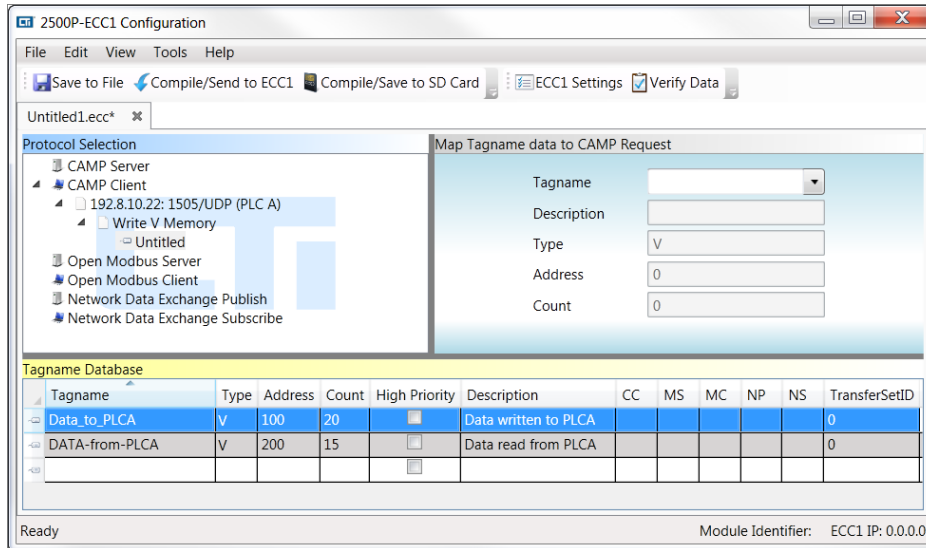 CTi 2500P-ECC1 Configuration
File Edit View Tools Help
Save to File Compile/Send to ECC1 Compile/Save to SD Card ECC1 Settings Verify Data
Untitled1.ecc*
Protocol Selection
CAMP Server
CAMP Client
192.8.10.22: 1505/UDP (PLC A)
Write V Memory
Untitled
Open Modbus Server
Open Modbus Client
Network Data Exchange Publish
Network Data Exchange Subscribe
CTi
Map Tagname data to CAMP Request
Tagname
Description
Type V
Address 0
Count 0
Tagname Database
Tagname Type Address Count High Priority Description CC MS MC NP NS TransferSetID
Data_to_PLCA V 100 20 Data written to PLCA 0
DATA-from-PLCA V 200 15 Data read from PLCA 0
Ready Module Identifier: ECC1 IP: 0.0.0.0